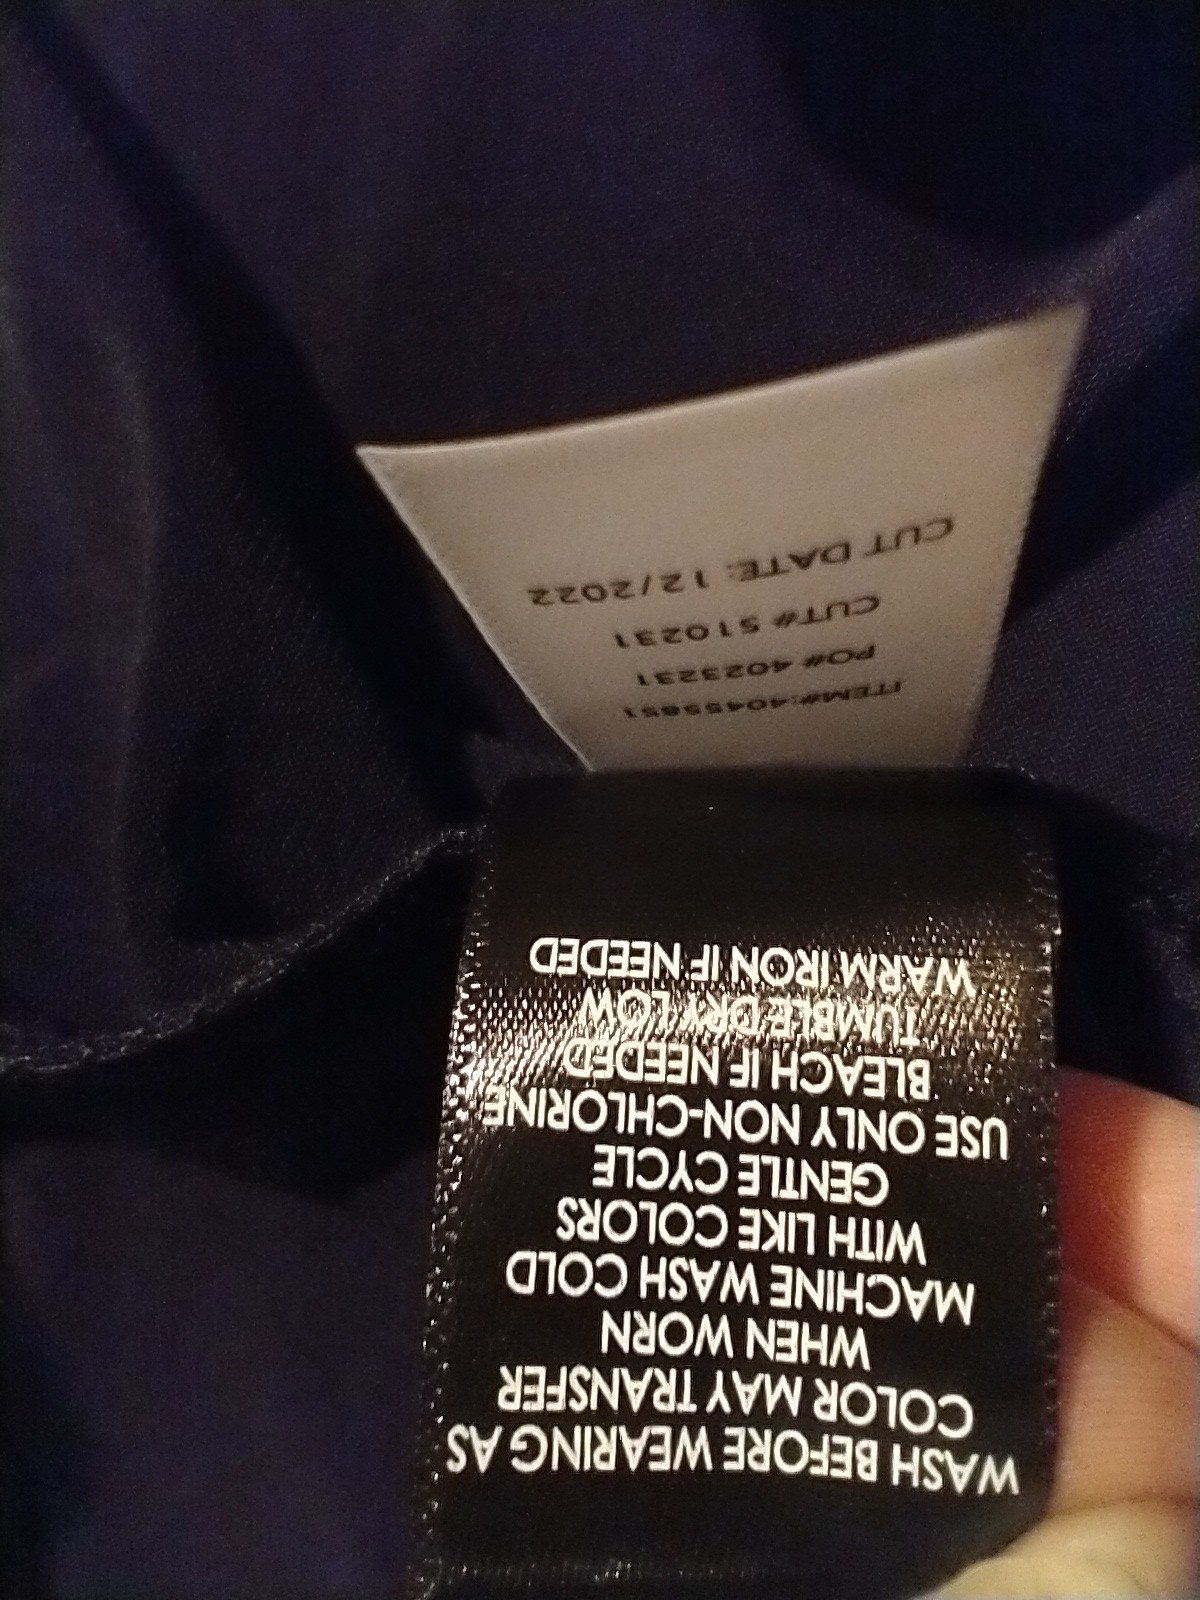 WASH BEFORE WEARING AS
COLOR MAY TRANSFER
WHEN WORN
MACHINE WASH COLD
WITH LIKE COLORS
GENTLE CYCLE
USE ONLY NON-CHLORINE
BLEACH IF NEEDED
TUMBLE DRY LOW
WARM IRON IF NEEDED
ITEM#:40455851
PO# 4023231
CUT# 510231
CUT DATE: 12/2022